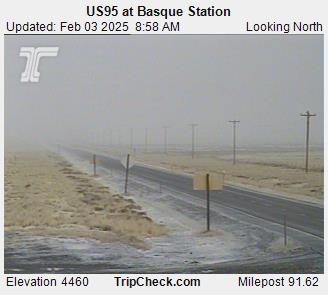 US95 at Basque Station
Updated: Feb 03 2025 8:58 AM Looking North
Elevation 4460 TripCheck.com Milepost 91.62